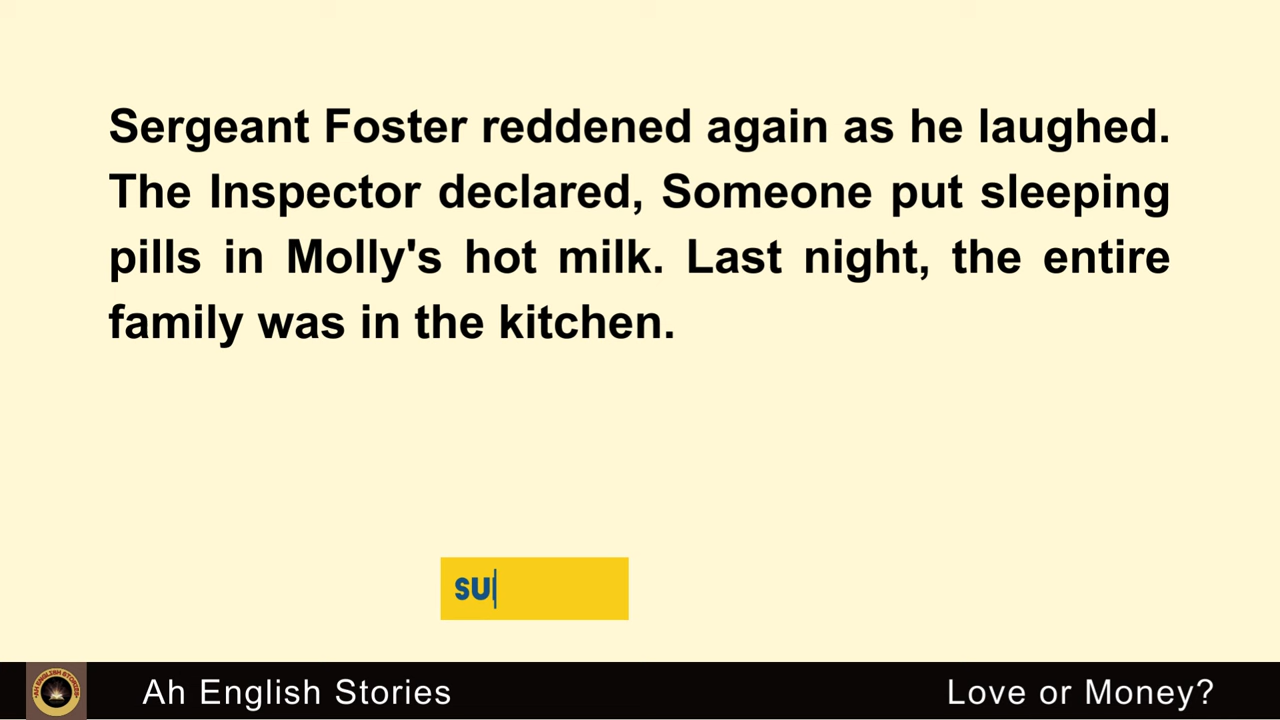 Sergeant Foster reddened again as he laughed.
The Inspector declared, Someone put sleeping
pills in Molly's hot milk. Last night, the entire
family was in the kitchen.
SU
Ah English Stories
Love or Money?